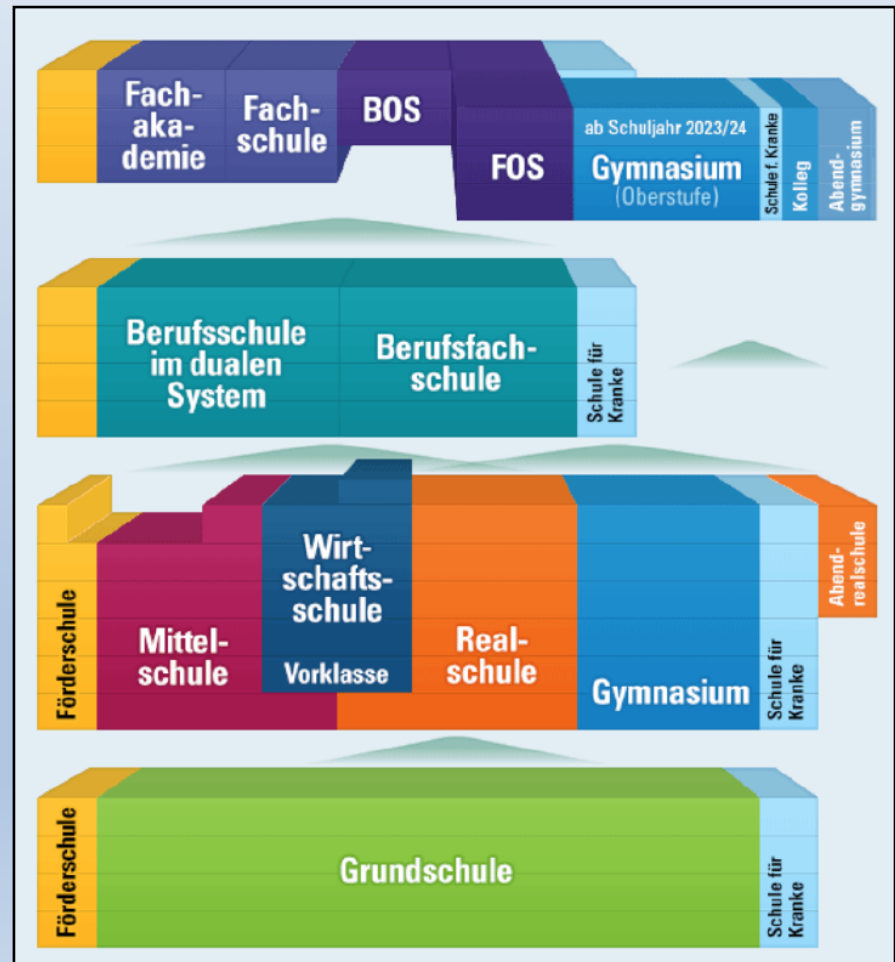 Fach-
aka-
demie
Fach-
schule
BOS
FOS
ab Schuljahr 2023/24
Gymnasium
(Oberstufe)
Schule f. Kranke
Kolleg
Abend-
gymnasium
Berufsschule
im dualen
System
Berufsfach-
schule
Schule für
Kranke
Förderschule
Mittel-
schule
Wirt-
schafts-
schule
Vorklasse
Real-
schule
Gymnasium
Schule für
Kranke
Abend-
realschule
Förderschule
Grundschule
Schule für
Kranke